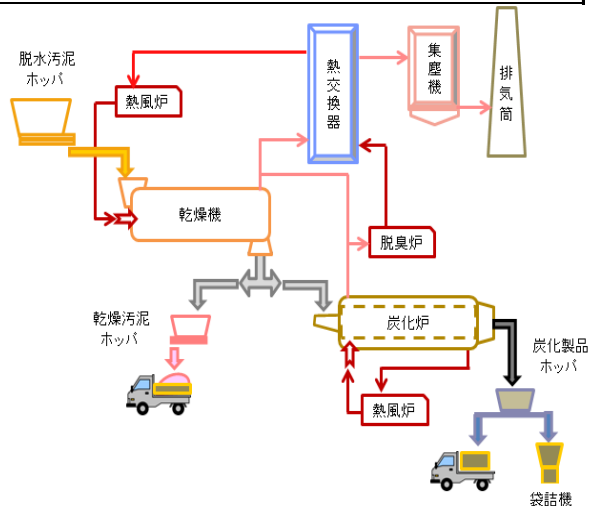 脱水汚泥
ホッパ
熱風炉
熱交換器
集塵機
排気筒
乾燥機
脱臭炉
乾燥汚泥
ホッパ
炭化炉
炭化製品
ホッパ
熱風炉
袋詰機